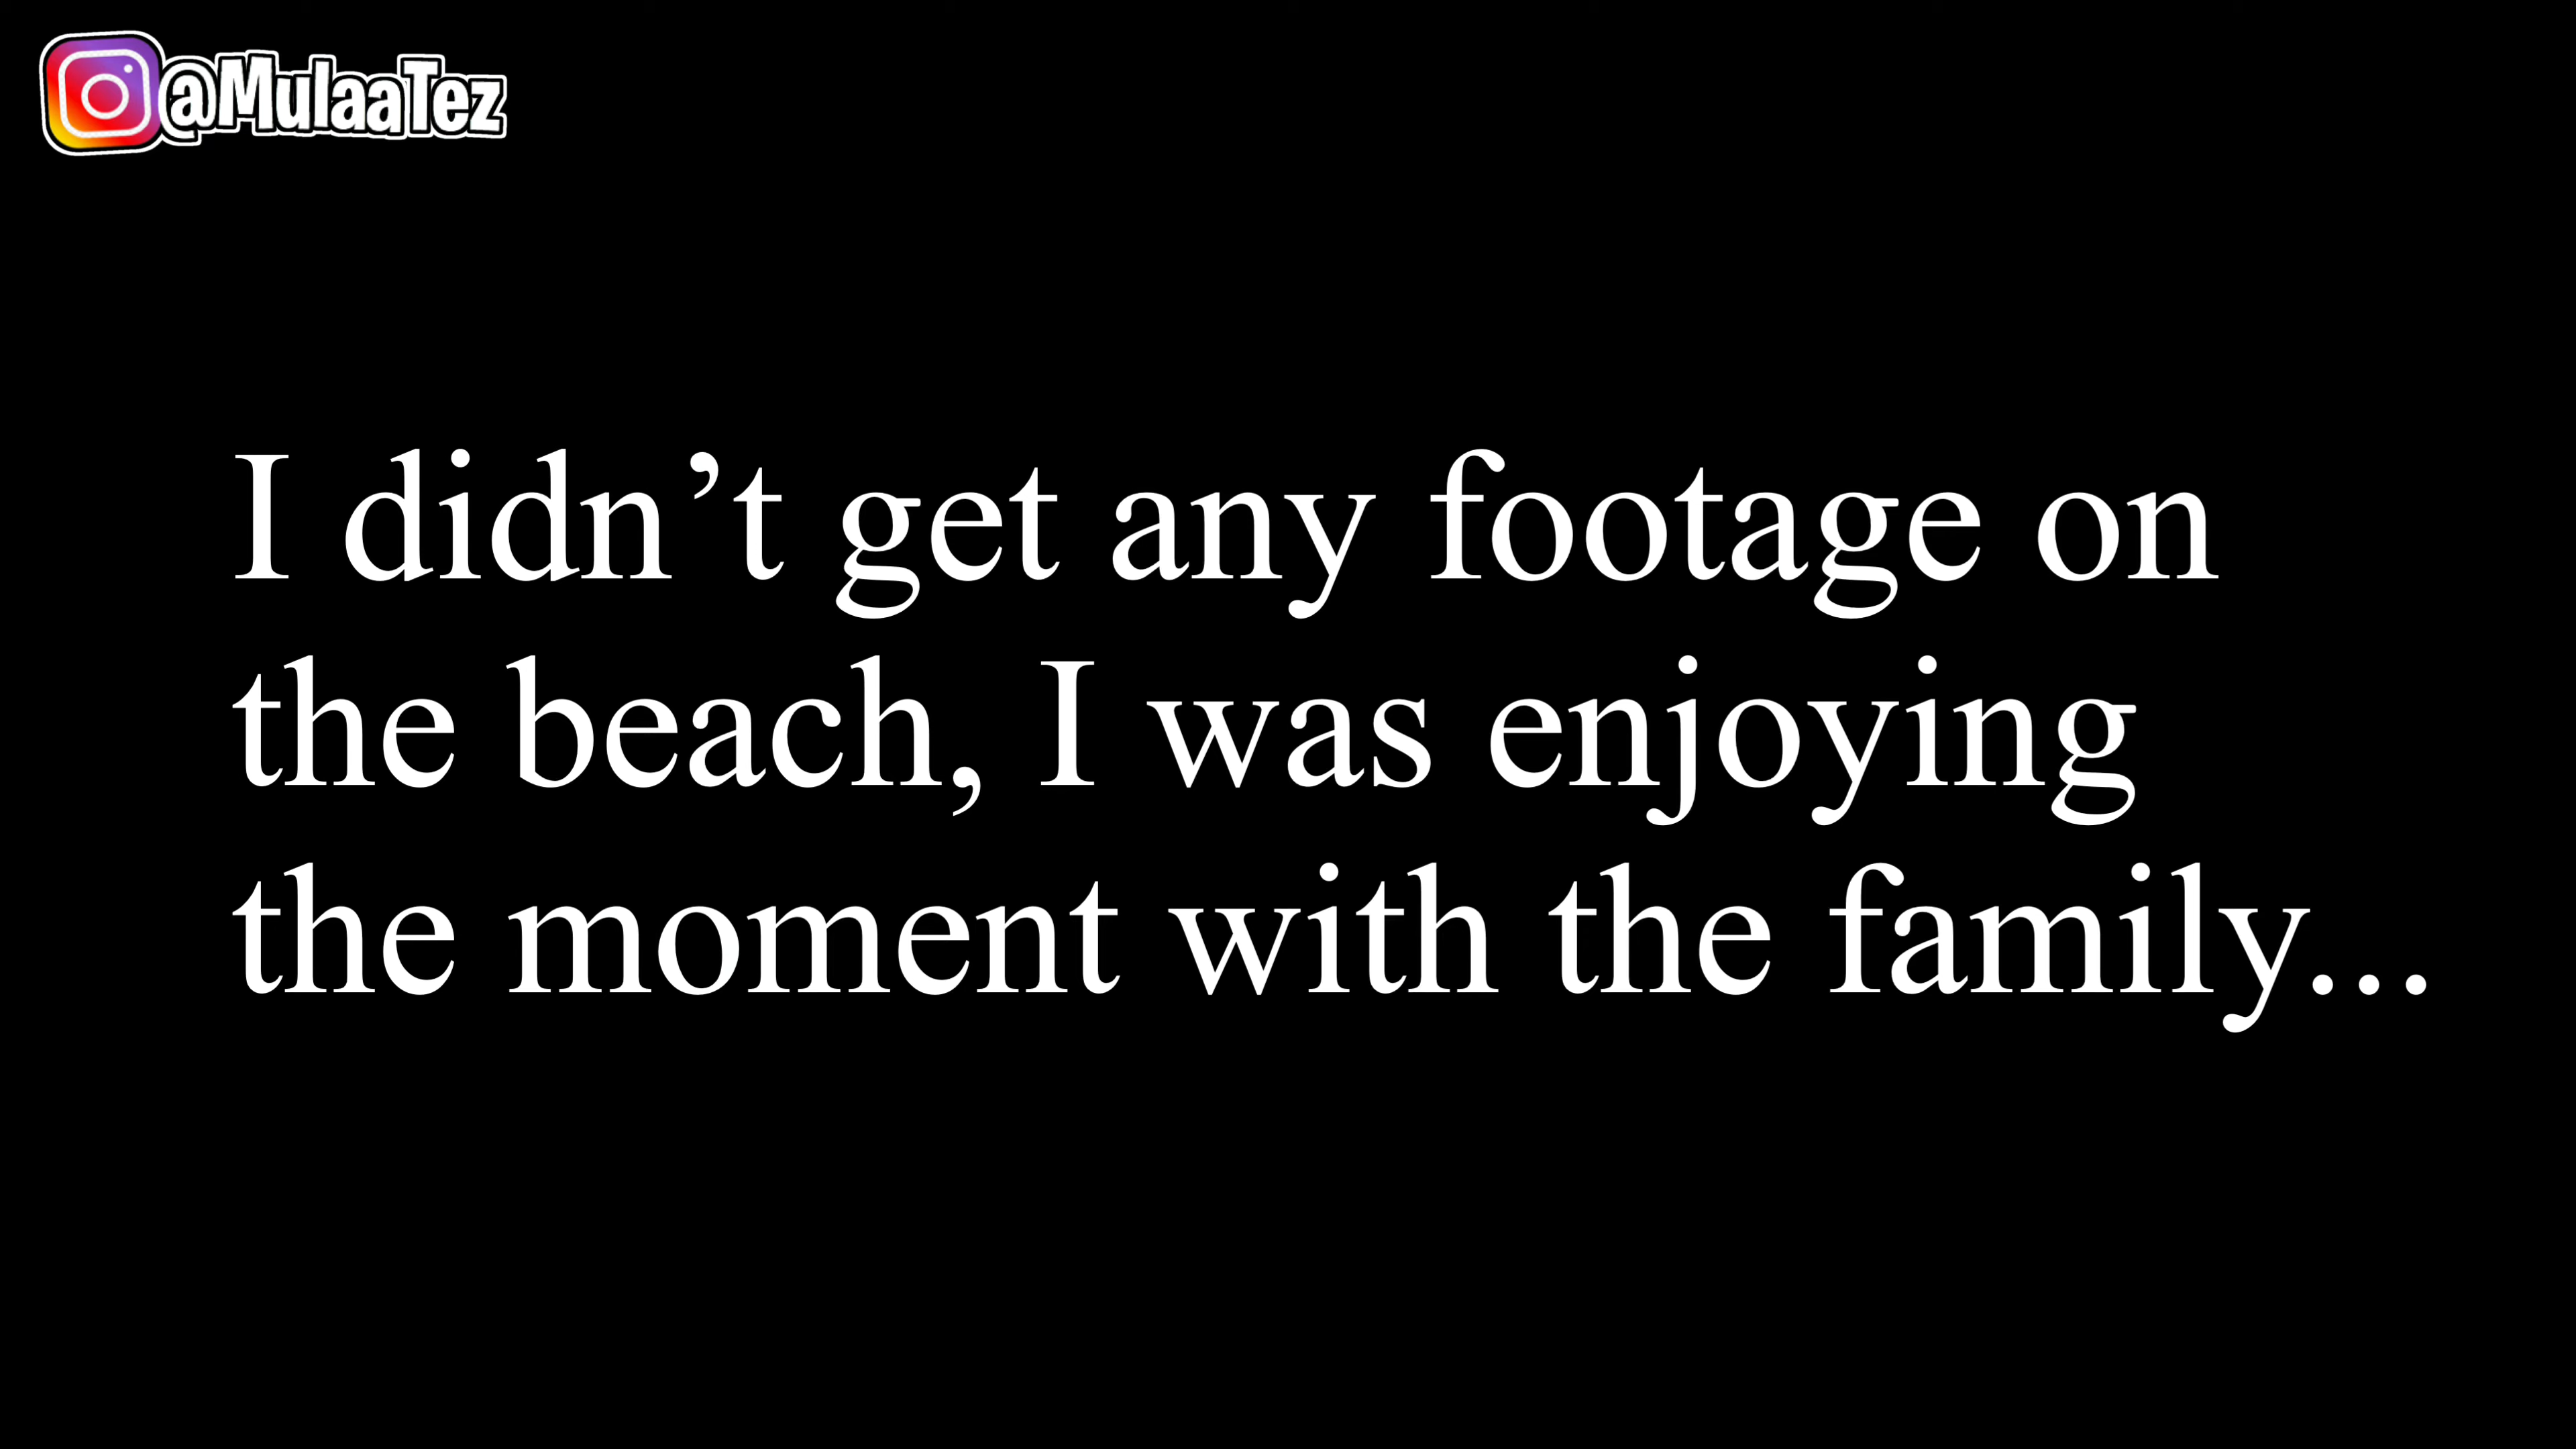 @MulaaTez
I didn’t get any footage on
the beach, I was enjoying
the moment with the family...